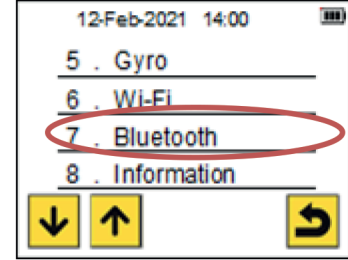 12-Feb-2021 14:00
5 . Gyro
6 . Wi-Fi
7 . Bluetooth
8 . Information